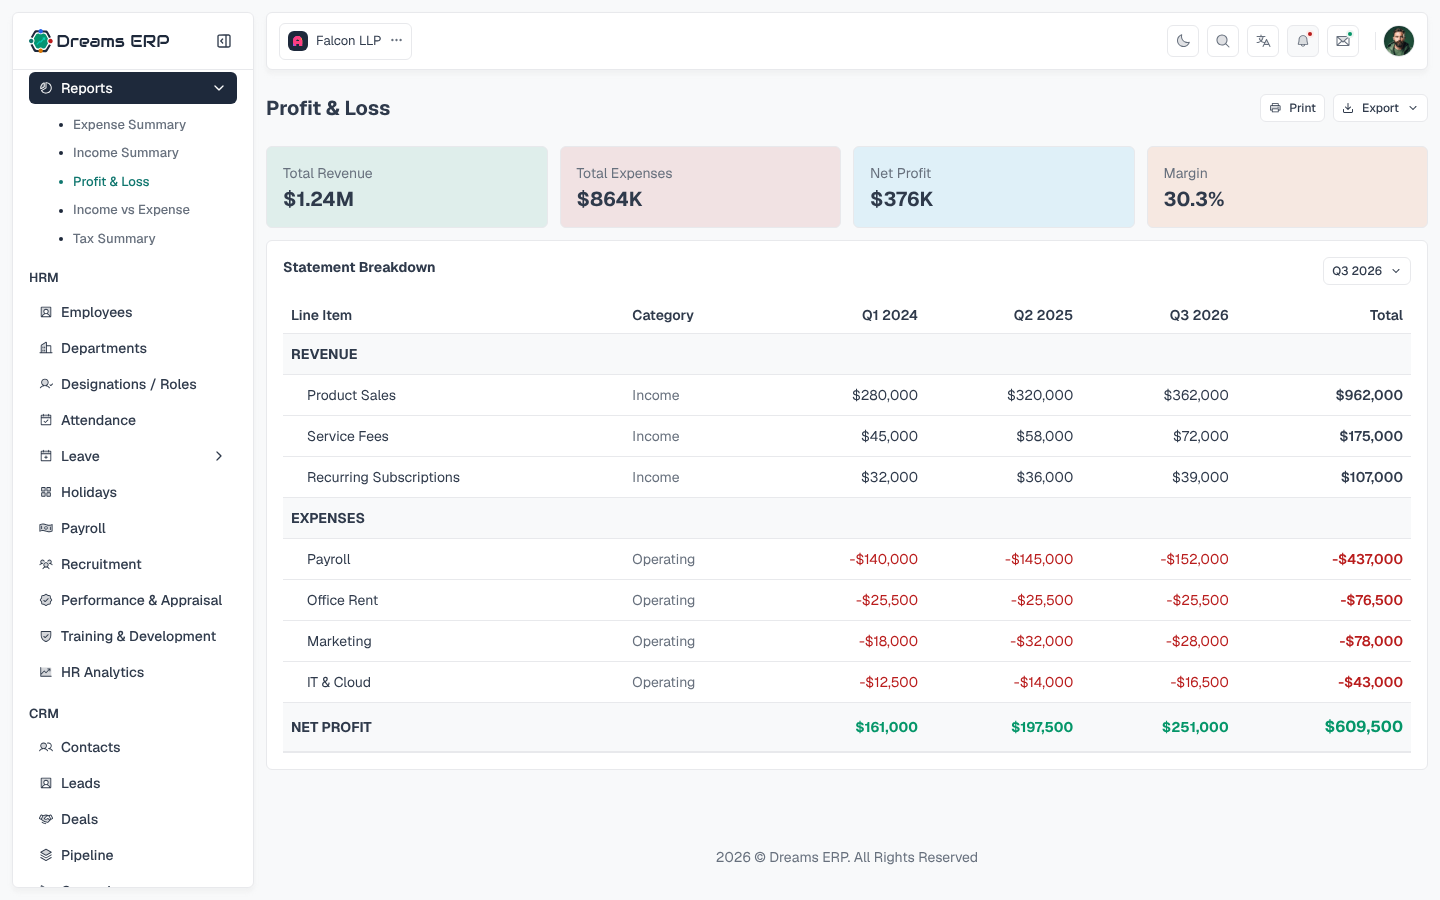 Dreams ERP
Reports
Expense Summary
Income Summary
Profit & Loss
Income vs Expense
Tax Summary
HRM
Employees
Departments
Designations / Roles
Attendance
Leave
Holidays
Payroll
Recruitment
Performance & Appraisal
Training & Development
HR Analytics
CRM
Contacts
Leads
Deals
Pipeline
Falcon LLP
Profit & Loss
Print
Export
Total Revenue
$1.24M
Total Expenses
$864K
Net Profit
$376K
Margin
30.3%
Statement Breakdown
Q3 2026
Line Item Category Q1 2024 Q2 2025 Q3 2026 Total
REVENUE
Product Sales Income $280,000 $320,000 $362,000 $962,000
Service Fees Income $45,000 $58,000 $72,000 $175,000
Recurring Subscriptions Income $32,000 $36,000 $39,000 $107,000
EXPENSES
Payroll Operating -$140,000 -$145,000 -$152,000 -$437,000
Office Rent Operating -$25,500 -$25,500 -$25,500 -$76,500
Marketing Operating -$18,000 -$32,000 -$28,000 -$78,000
IT & Cloud Operating -$12,500 -$14,000 -$16,500 -$43,000
NET PROFIT $161,000 $197,500 $251,000 $609,500
2026 © Dreams ERP. All Rights Reserved